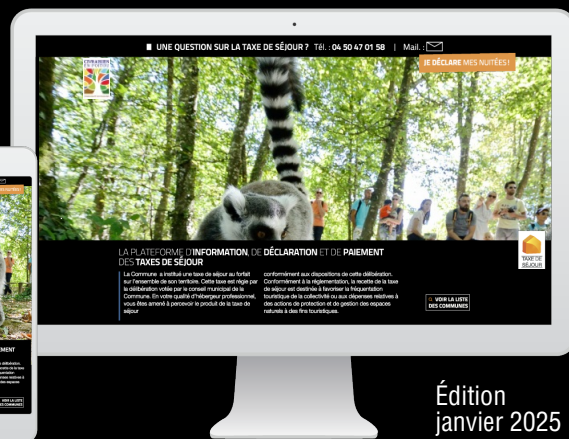 UNE QUESTION SUR LA TAXE DE SÉJOUR ? Tél. : 04 50 47 01 58 | Mail. :
JE DÉCLARE MES NUITÉES !
LA PLATEFORME D'INFORMATION, DE DÉCLARATION ET DE PAIEMENT
DES TAXES DE SÉJOUR
La Commune a institué une taxe de séjour au forfait
sur l'ensemble de son territoire. Cette taxe est régie par
la délibération votée par le conseil municipal de la
Commune. En votre qualité d'hébergeur professionnel,
vous êtes amené à percevoir le produit de la taxe de
séjour
conformément aux dispositions de cette délibération.
Conformément à la réglementation, la recette de la taxe
de séjour est destinée à favoriser la fréquentation
touristique de la collectivité ou aux dépenses relatives à
des actions de protection et de gestion des espaces
naturels à des fins touristiques.
TAXE DE
SÉJOUR
VOIR LA LISTE
DES COMMUNES
VOIR LA LISTE
DES COMMUNES
Édition
janvier 2025